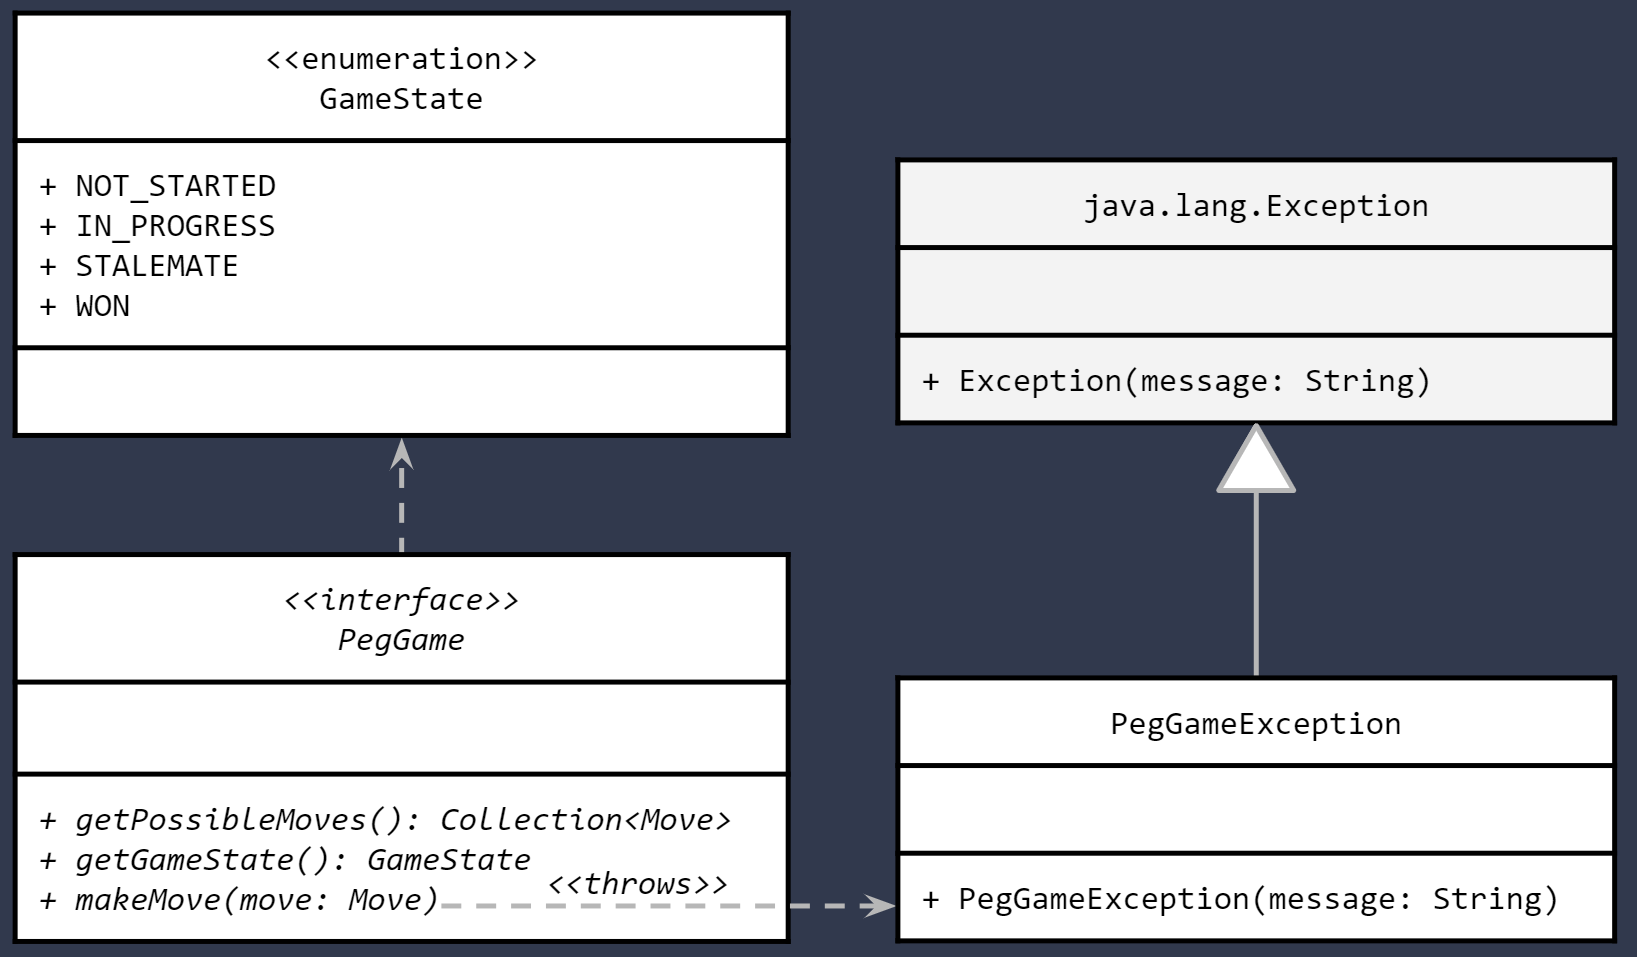 <<enumeration>>
GameState
+ NOT_STARTED
+ IN_PROGRESS
+ STALEMATE
+ WON
java.lang.Exception
+ Exception(message: String)
<<interface>>
PegGame
+ getPossibleMoves(): Collection<Move>
+ getGameState(): GameState
+ makeMove(move: Move)
<<throws>>
PegGameException
+ PegGameException(message: String)